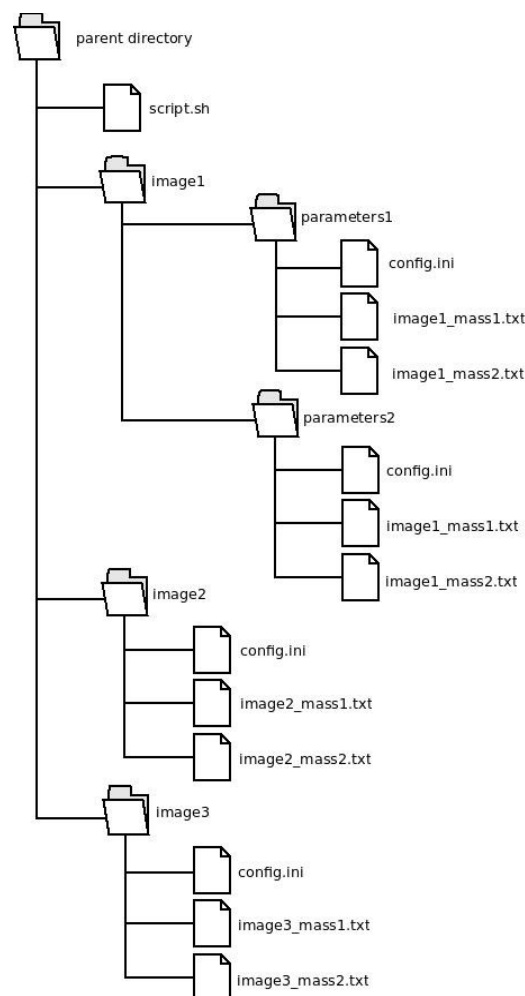 parent directory
script.sh
image1
parameters1
config.ini
image1_mass1.txt
image1_mass2.txt
parameters2
config.ini
image1_mass1.txt
image1_mass2.txt
image2
config.ini
image2_mass1.txt
image2_mass2.txt
image3
config.ini
image3_mass1.txt
image3_mass2.txt